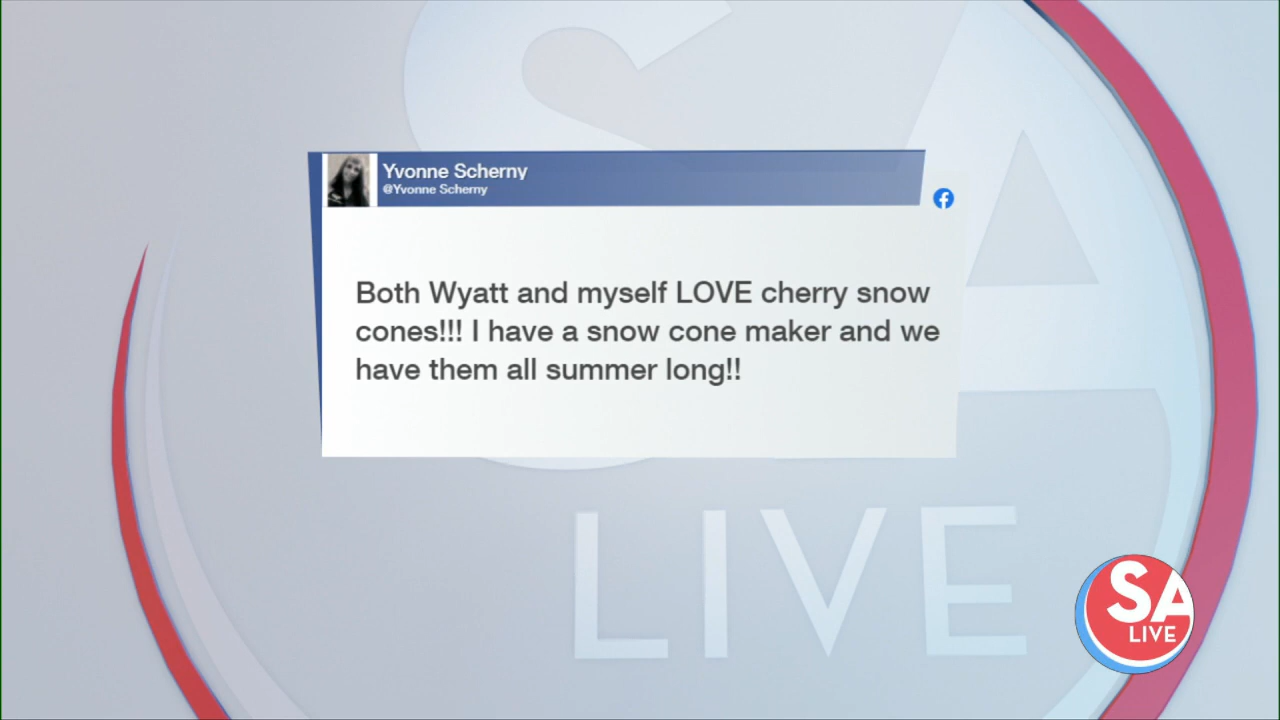 SA
LIVE
Yvonne Scherny
@Yvonne Scherny
Both Wyatt and myself LOVE cherry snow
cones!!! I have a snow cone maker and we
have them all summer long!!
SA
LIVE